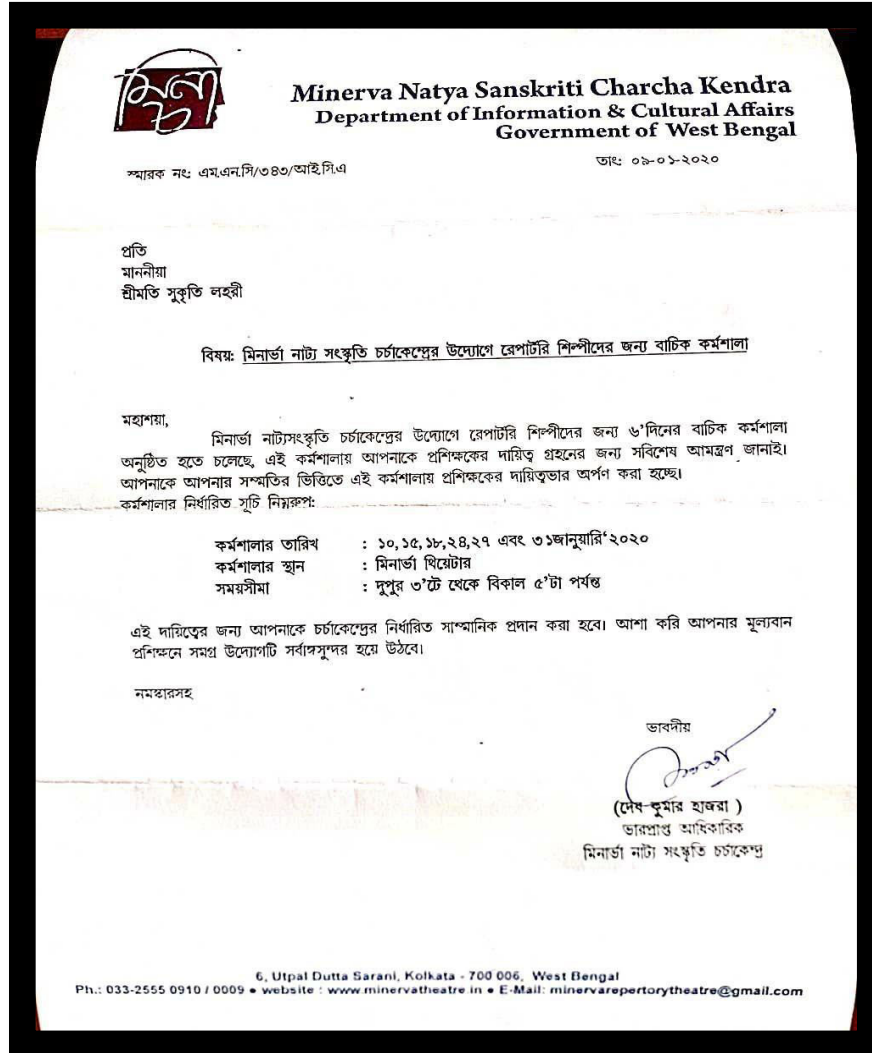 মিনার্ভা
Minerva Natya Sanskriti Charcha Kendra
Department of Information & Cultural Affairs
Government of West Bengal
স্মারক নং: এম.এন.সি/৩৪৩/আই.সি.এ
তাং: ০৯-০১-২০২০
প্রতি
মাননীয়া
শ্রীমতি সুকৃতি লহরী
বিষয়: মিনার্ভা নাট্য সংস্কৃতি চর্চাকেন্দ্রের উদ্যোগে রেপার্টরি শিল্পীদের জন্য বাচিক কর্মশালা
মহাশয়া,
মিনার্ভা নাট্যসংস্কৃতি চর্চাকেন্দ্রের উদ্যোগে রেপার্টরি শিল্পীদের জন্য ৬'দিনের বাচিক কর্মশালা
অনুষ্ঠিত হতে চলেছে, এই কর্মশালায় আপনাকে প্রশিক্ষকের দায়িত্ব গ্রহনের জন্য সবিশেষ আমন্ত্রণ জানাই।
আপনাকে আপনার সম্মতির ভিত্তিতে এই কর্মশালায় প্রশিক্ষকের দায়িত্বভার অর্পণ করা হচ্ছে।
কর্মশালার নির্ধারিত সূচি নিম্নরূপ:
কর্মশালার তারিখ : ১০,১৫,১৮,২৪,২৭ এবং ৩১জানুয়ারি‘২০২০
কর্মশালার স্থান : মিনার্ভা থিয়েটার
সময়সীমা : দুপুর ৩'টে থেকে বিকাল ৫'টা পর্যন্ত
এই দায়িত্বের জন্য আপনাকে চর্চাকেন্দ্রের নির্ধারিত সাম্মানিক প্রদান করা হবে। আশা করি আপনার মূল্যবান
প্রশিক্ষনে সমগ্র উদ্যোগটি সর্বাঙ্গসুন্দর হয়ে উঠবে।
নমস্কারসহ
ভাবদীয়
(দেব কুমার হাজরা )
ভারপ্রাপ্ত আধিকারিক
মিনার্ভা নাট্য সংস্কৃতি চর্চাকেন্দ্র
6, Utpal Dutta Sarani, Kolkata - 700 006, West Bengal
Ph.: 033-2555 0910 / 0009 ● website : www.minervatheatre.in ● E-Mail: minervarepertorytheatre@gmail.com